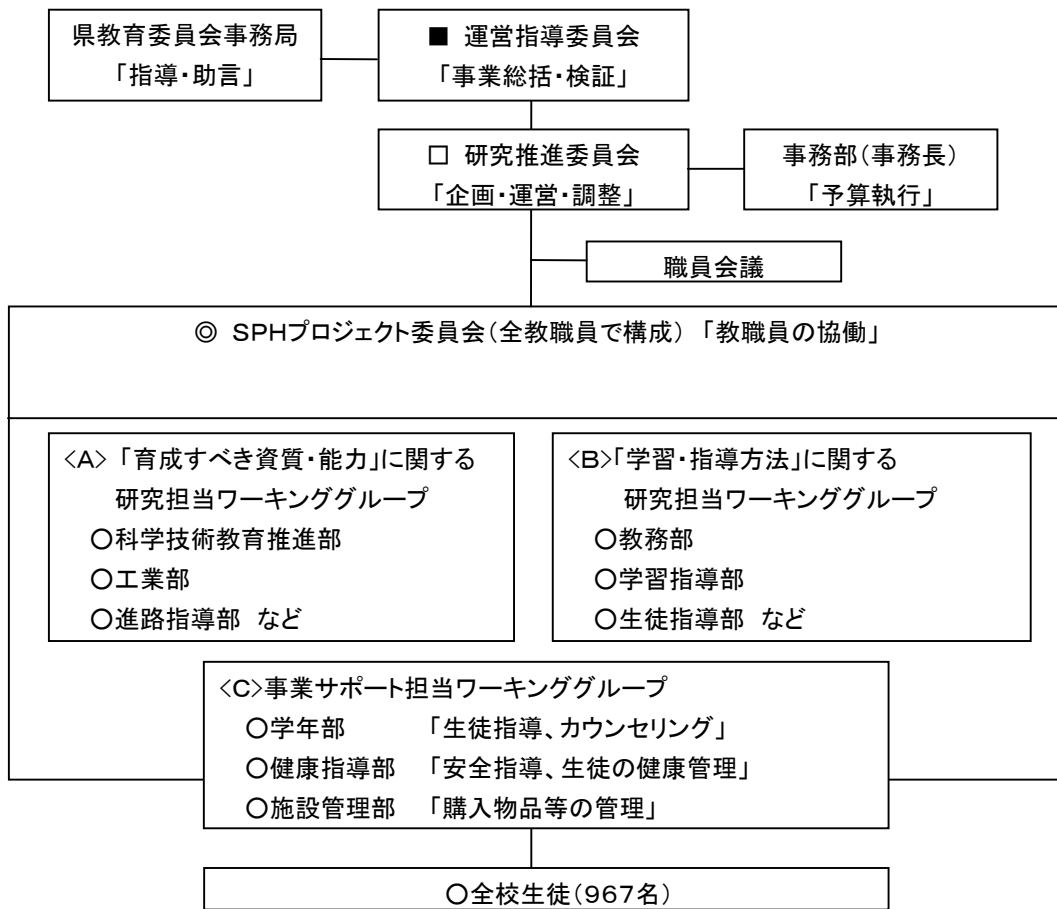 県教育委員会事務局
「指導・助言」
■ 運営指導委員会
「事業総括・検証」
□ 研究推進委員会
「企画・運営・調整」
事務部(事務長)
「予算執行」
職員会議
◎ SPHプロジェクト委員会(全教職員で構成) 「教職員の協働」
<A> 「育成すべき資質・能力」に関する
研究担当ワーキンググループ
○科学技術教育推進部
○工業部
○進路指導部 など
<B>「学習・指導方法」に関する
研究担当ワーキンググループ
○教務部
○学習指導部
○生徒指導部 など
<C>事業サポート担当ワーキンググループ
○学年部 「生徒指導、カウンセリング」
○健康指導部 「安全指導、生徒の健康管理」
○施設管理部 「購入物品等の管理」
○全校生徒(967名)